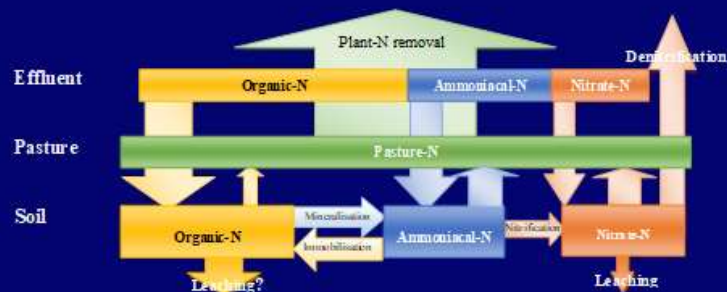 Plant-N removal
Denitrification
Effluent
Organic-N
Ammoniacal-N
Nitrate-N
Pasture
Pasture-N
Soil
Mineralisation
Organic-N
Immobilisation
Ammoniacal-N
Nitrification
Nitrate-N
Leaching?
Leaching